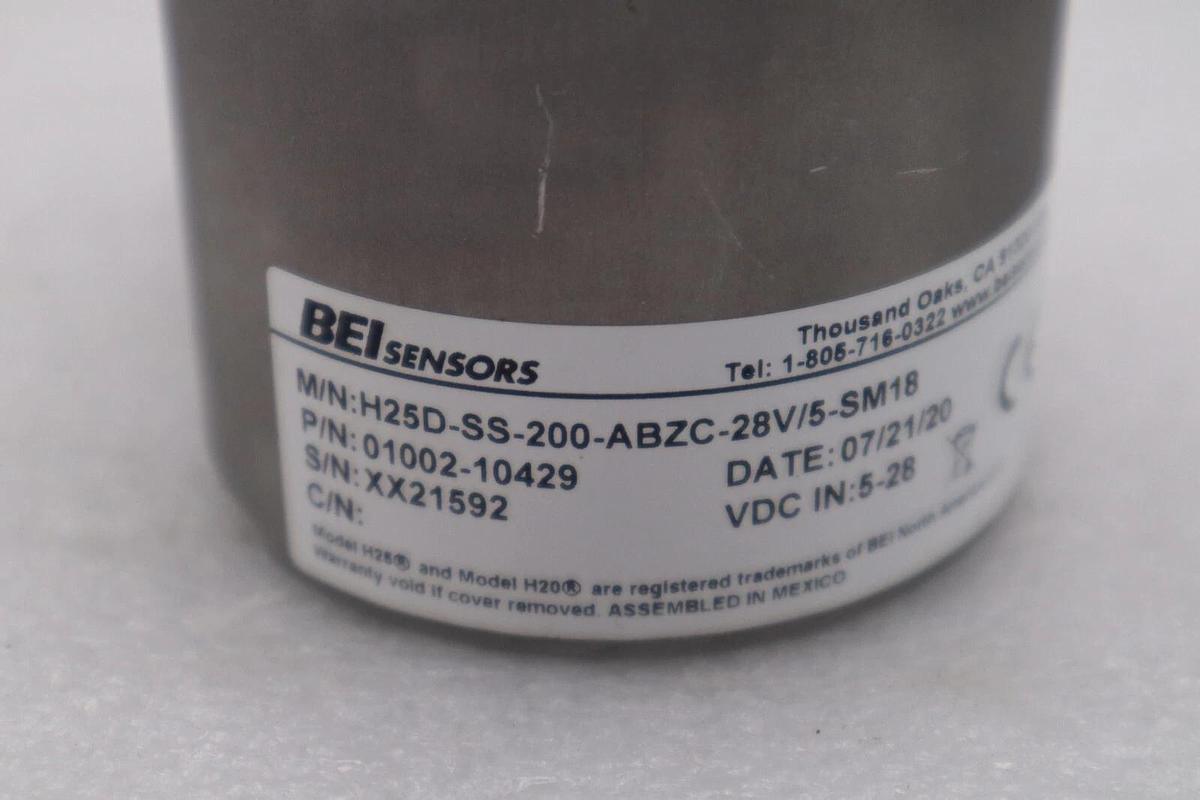 BEI SENSORS
Thousand Oaks, CA
Tel: 1-805-716-0322
M/N:H25D-SS-200-ABZC-28V/5-SM18
P/N: 01002-10429
DATE: 07/21/20
S/N: XX21592
VDC IN: 5-28
C/N:
Model H25® and Model H20® are registered trademarks of BEI North
Warranty void if cover removed. ASSEMBLED IN MEXICO